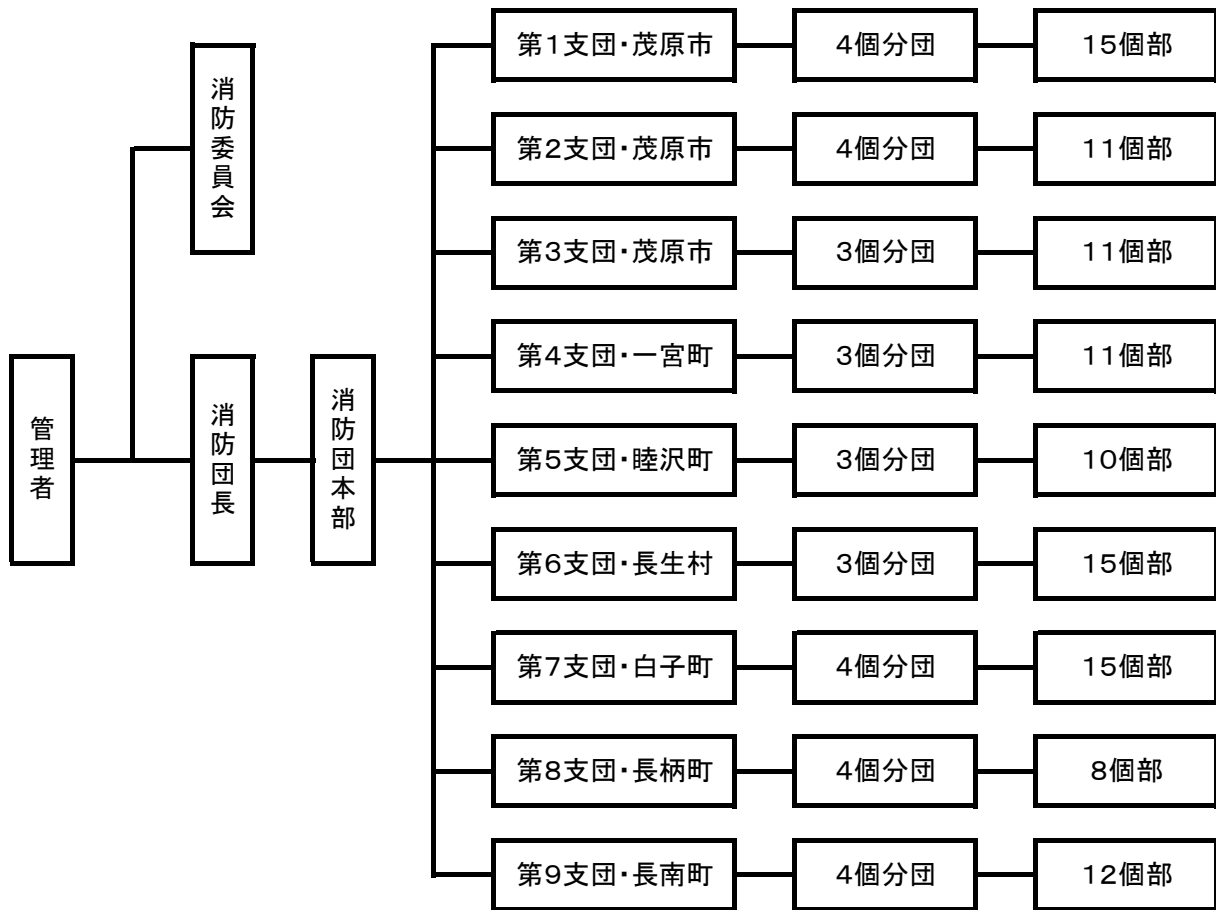 管理者
消防委員会
消防団長
消防団本部
第1支団・茂原市
4個分団
15個部
第2支団・茂原市
4個分団
11個部
第3支団・茂原市
3個分団
11個部
第4支団・一宮町
3個分団
11個部
第5支団・睦沢町
3個分団
10個部
第6支団・長生村
3個分団
15個部
第7支団・白子町
4個分団
15個部
第8支団・長柄町
4個分団
8個部
第9支団・長南町
4個分団
12個部